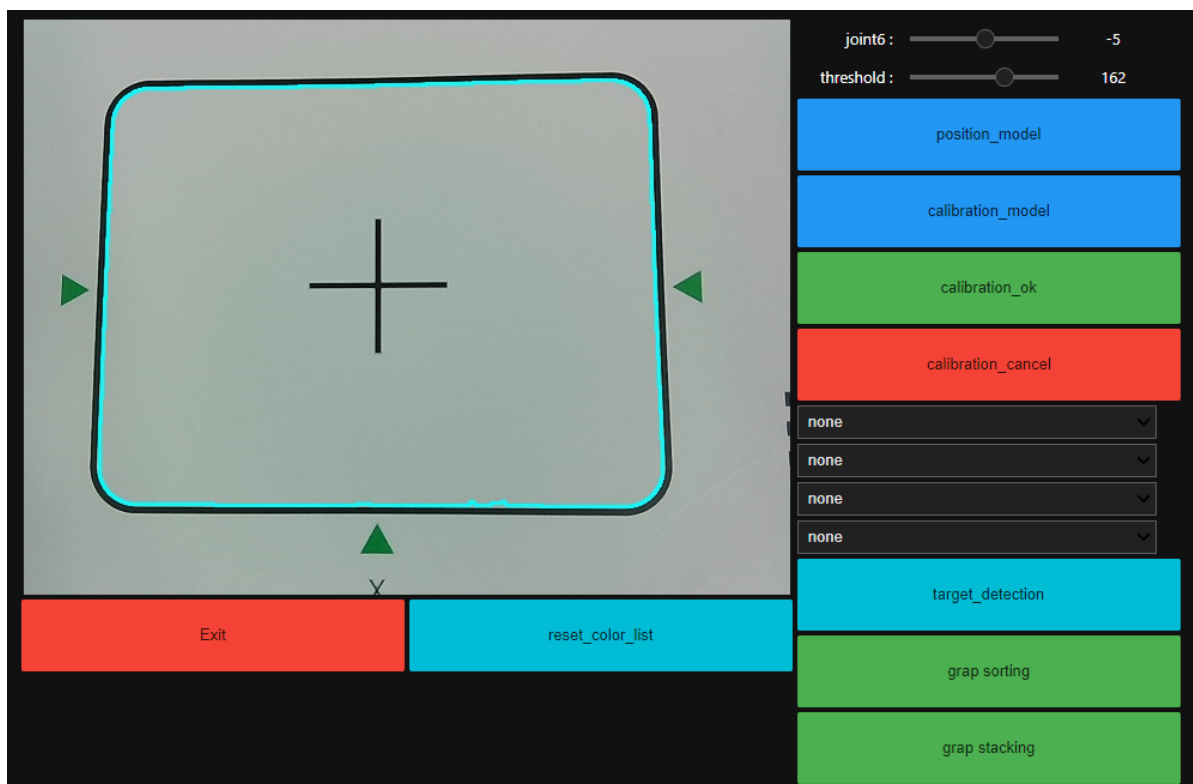 joint6 :
-5
threshold :
162
position_model
calibration_model
calibration_ok
calibration_cancel
none
none
none
none
target_detection
grap sorting
grap stacking
X
Exit
reset_color_list